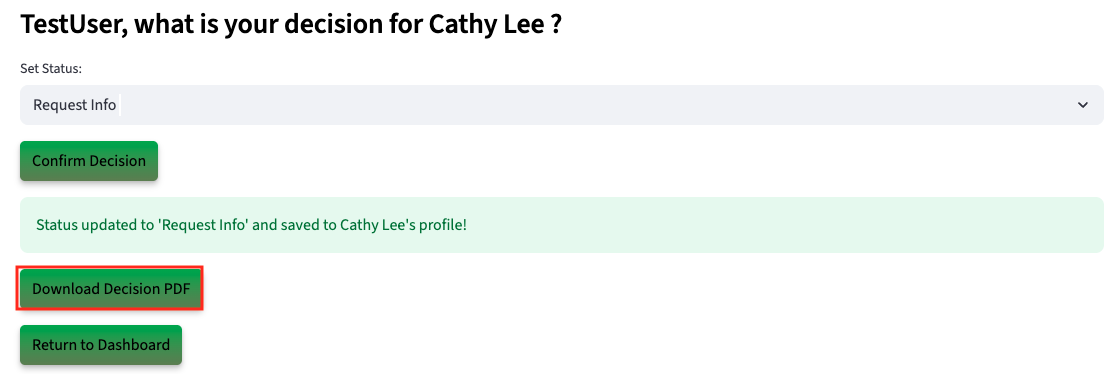 TestUser, what is your decision for Cathy Lee ?
Set Status:
Request Info
Confirm Decision
Status updated to 'Request Info' and saved to Cathy Lee's profile!
Download Decision PDF
Return to Dashboard